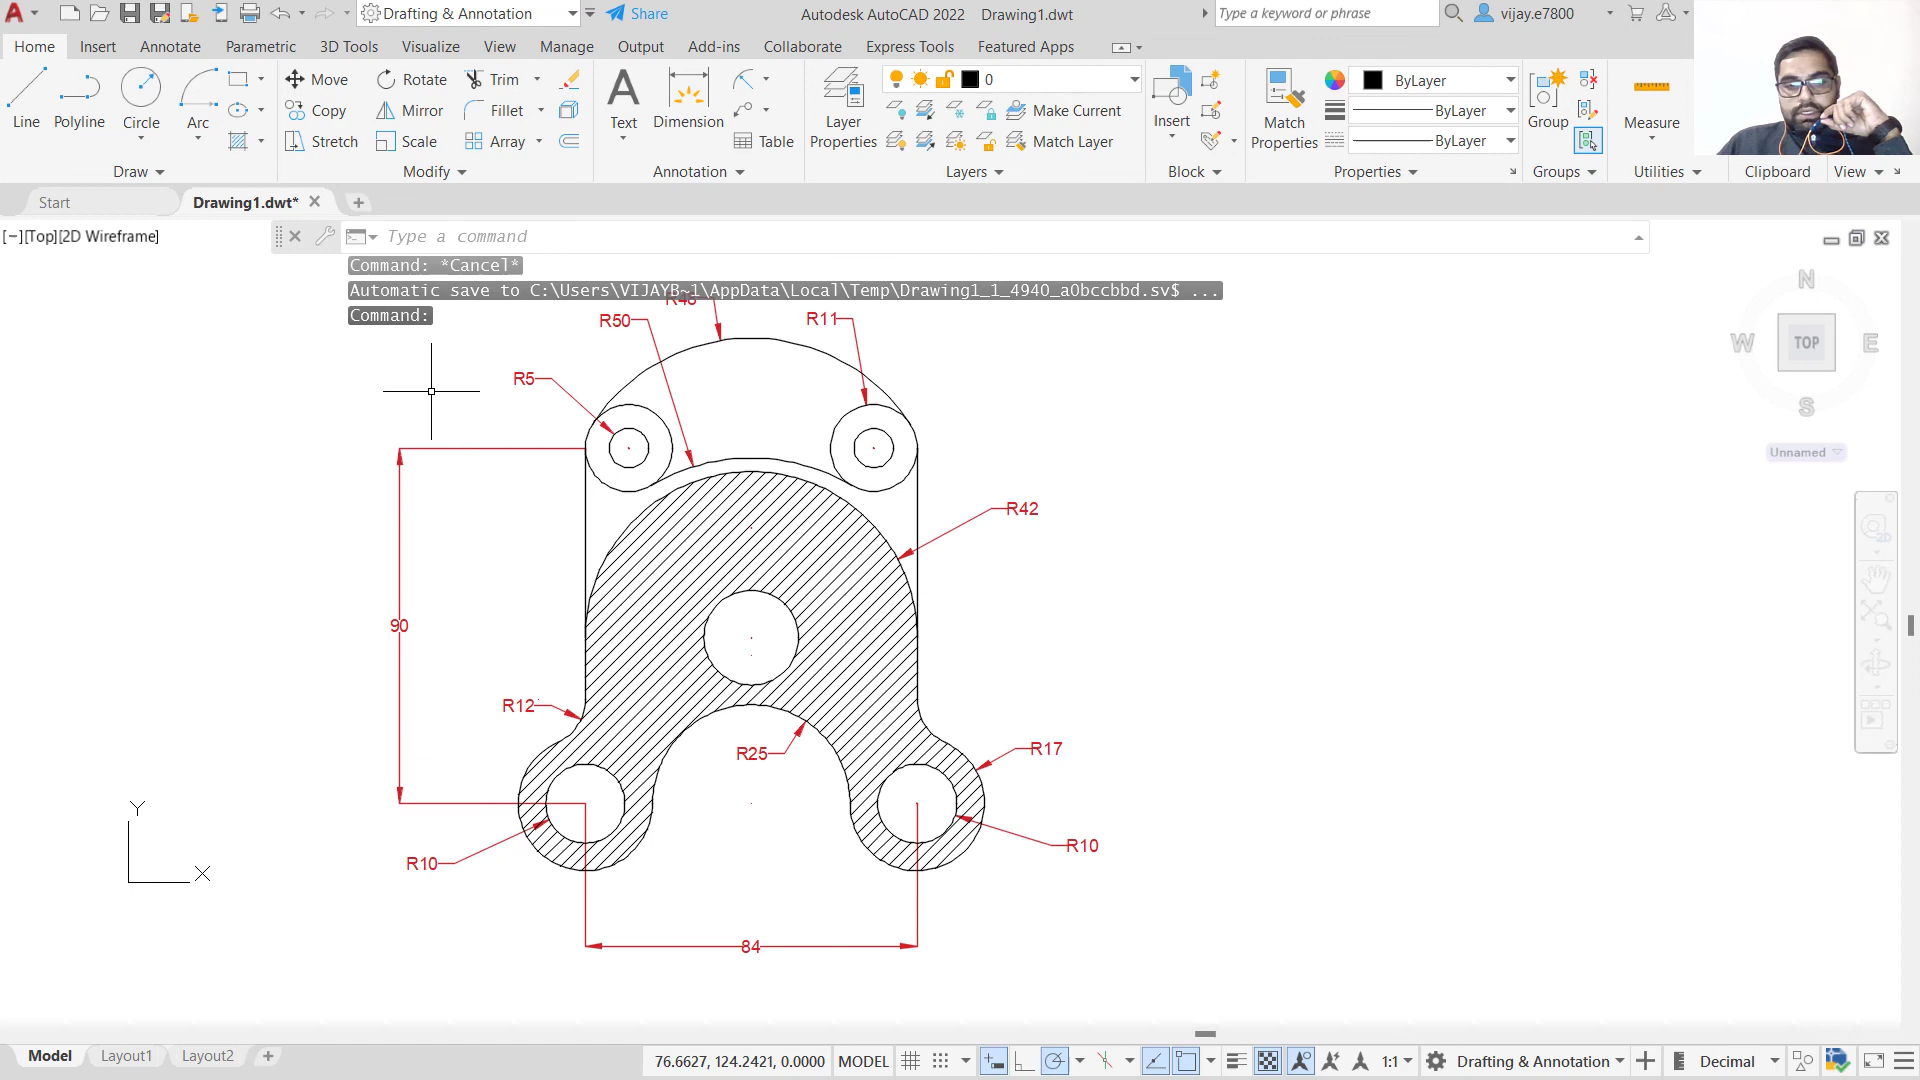 Drafting & Annotation Share Autodesk AutoCAD 2022 Drawing1.dwt Type a keyword or phrase vijay.e7800
Home Insert Annotate Parametric 3D Tools Visualize View Manage Output Add-ins Collaborate Express Tools Featured Apps
Line Polyline Circle Arc
Move Rotate Trim
Copy Mirror Fillet
Stretch Scale Array
Text Dimension Table
Layer Properties
0
Make Current
Match Layer
Insert
Match Properties
ByLayer
ByLayer
ByLayer
Group
Measure
Draw Modify Annotation Layers Block Properties Groups Utilities Clipboard View
Start Drawing1.dwt*
[−][Top][2D Wireframe]
Type a command
Command: *Cancel*
Automatic save to C:\Users\VIJAYB~1\AppData\Local\Temp\Drawing1_1_4940_a0bccbbd.sv$ ...
Command:
R50 R11
R5
R42
90
R12
R25
R17
R10
R10
84
N
W TOP E
S
Unnamed
2D
Y
X
Model Layout1 Layout2
76.6627, 124.2421, 0.0000 MODEL 1:1 Drafting & Annotation Decimal